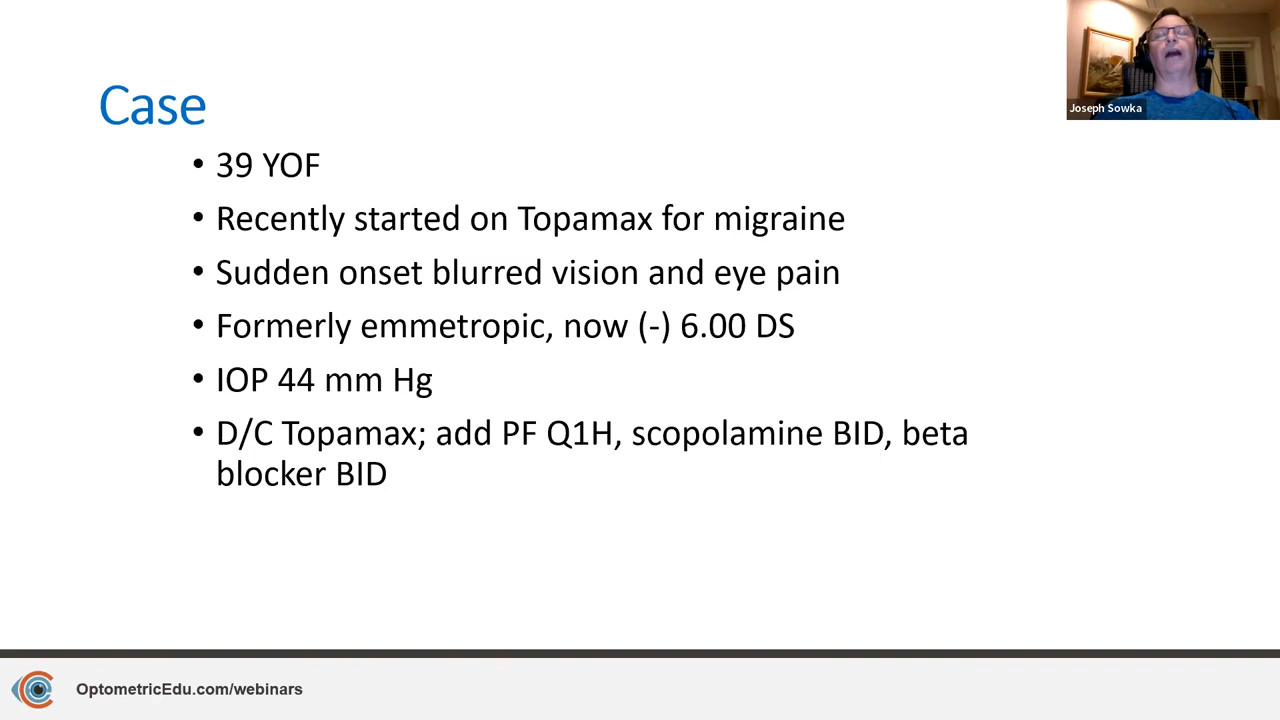 Joseph Sowka
Case
• 39 YOF
• Recently started on Topamax for migraine
• Sudden onset blurred vision and eye pain
• Formerly emmetropic, now (-) 6.00 DS
• IOP 44 mm Hg
• D/C Topamax; add PF Q1H, scopolamine BID, beta
blocker BID
OptometricEdu.com/webinars